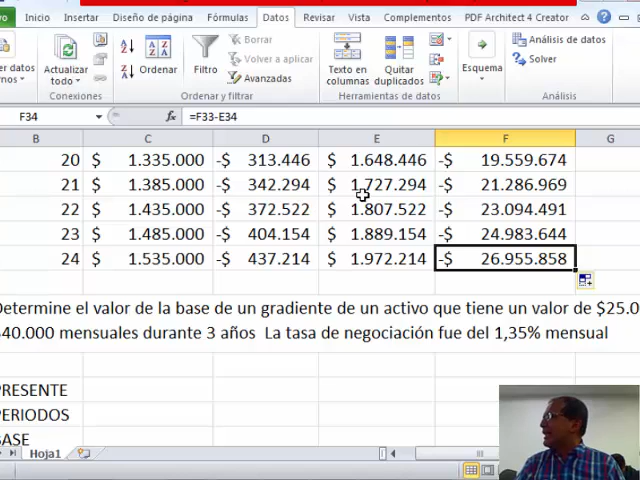 Inicio Insertar Diseño de página Fórmulas Datos Revisar Vista Complementos PDF Architect 4 Creator
Actualizar
todo
Conexiones
Ordenar
Filtro
Borrar
Volver a aplicar
Avanzadas
Ordenar y filtrar
Texto en
columnas
Quitar
duplicados
Herramientas de datos
Esquema
Análisis de datos
Solver
Análisis
F34 fx =F33-E34
B C D E F G
20 $ 1.335.000 -$ 313.446 $ 1.648.446 -$ 19.559.674
21 $ 1.385.000 -$ 342.294 $ 1.727.294 -$ 21.286.969
22 $ 1.435.000 -$ 372.522 $ 1.807.522 -$ 23.094.491
23 $ 1.485.000 -$ 404.154 $ 1.889.154 -$ 24.983.644
24 $ 1.535.000 -$ 437.214 $ 1.972.214 -$ 26.955.858
Determine el valor de la base de un gradiente de un activo que tiene un valor de $25.0
40.000 mensuales durante 3 años La tasa de negociación fue del 1,35% mensual
PRESENTE
PERIODOS
BASE
Hoja1